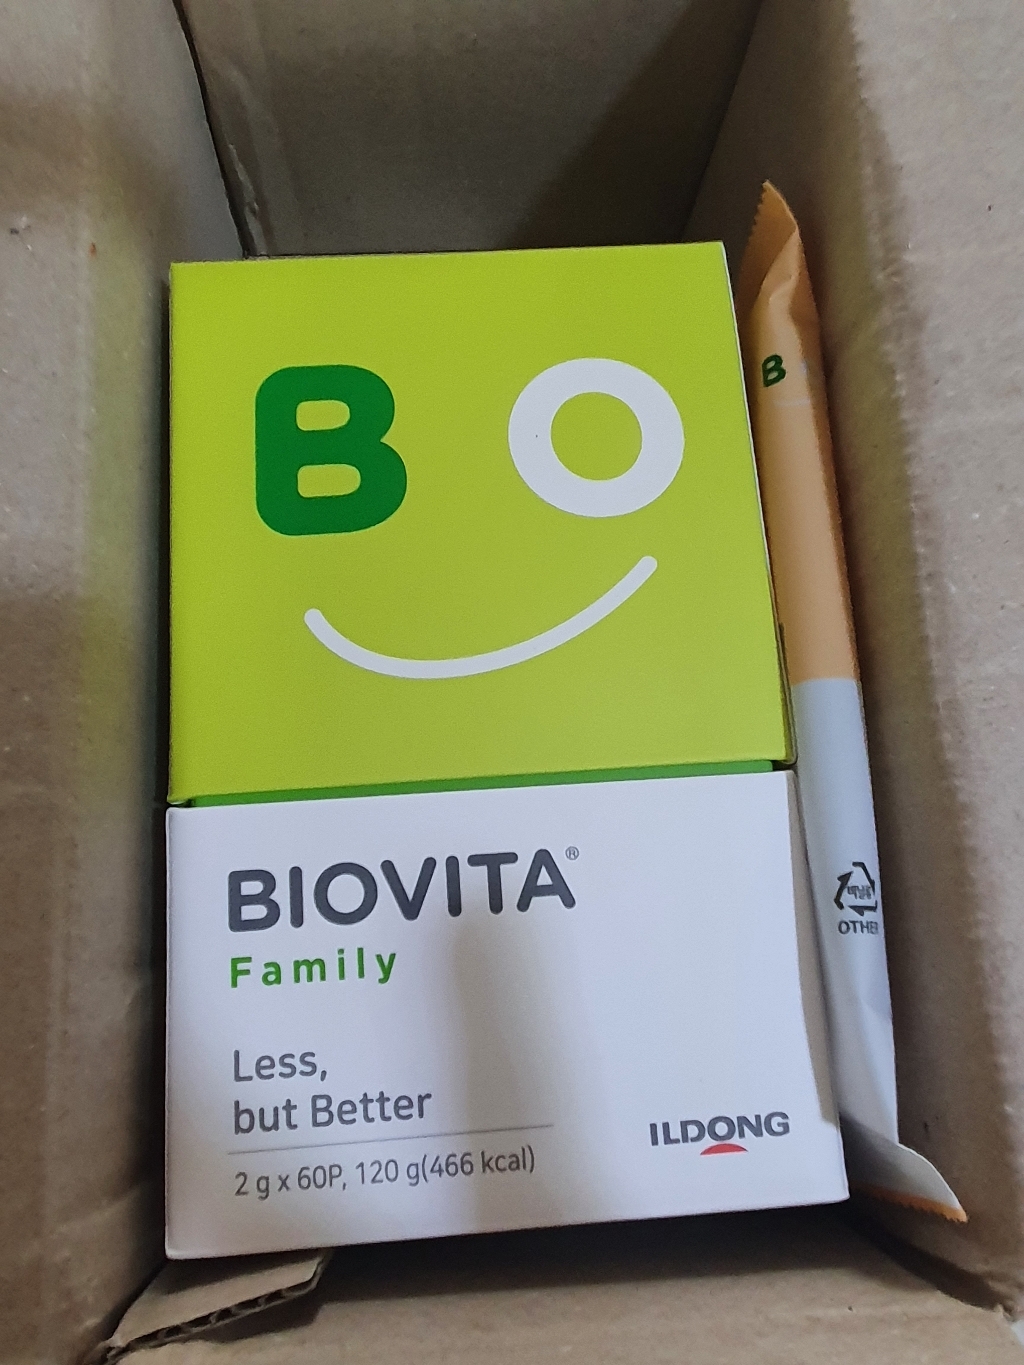 B O
BIOVITA®
Family
Less,
but Better
2 g x 60P, 120 g(466 kcal)
ILDONG
B
OTHER